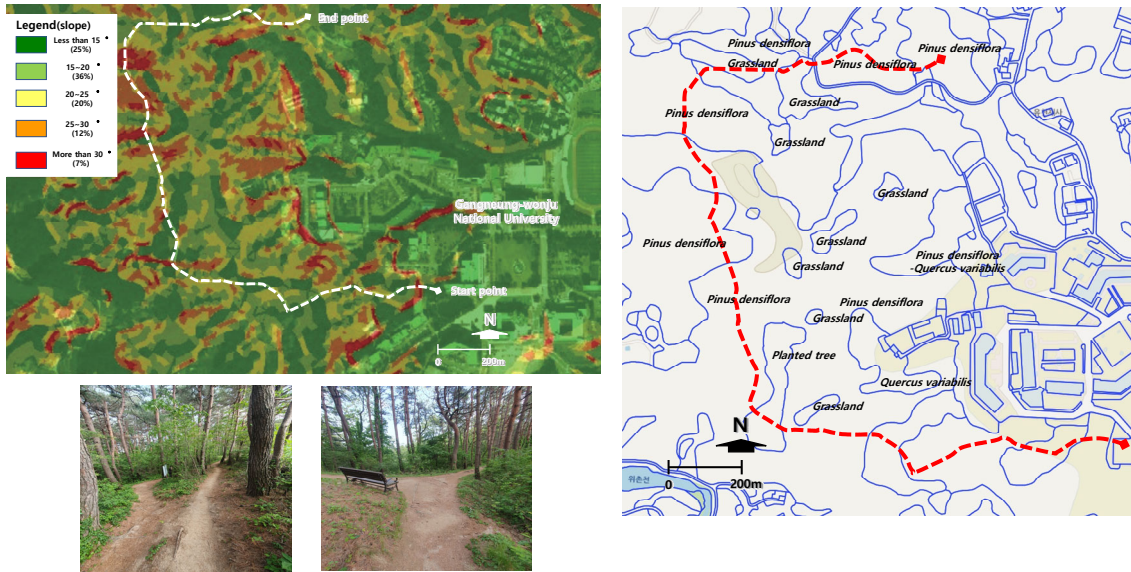 Legend(slope)
Less than 15 °
(25%)
15~20 °
(36%)
20~25 °
(20%)
25~30 °
(12%)
More than 30 °
(7%)
End point
Gangneung-wonju
National University
Start point
N
0
200m
Pinus densiflora
Pinus densiflora
Grassland
Pinus densiflora
Grassland
Pinus densiflora
Grassland
Grassland
Pinus densiflora
Grassland
Pinus densiflora
-Quercus variabilis
Grassland
Pinus densiflora
Pinus densiflora
Grassland
Planted tree
Quercus variabilis
Grassland
N
0
200m
위촌천